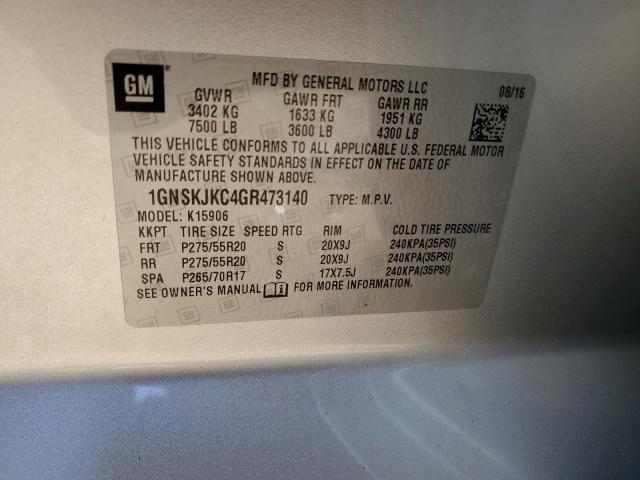 GM
MFD BY GENERAL MOTORS LLC
08/16
GVWR GAWR FRT GAWR RR
3402 KG 1633 KG 1951 KG
7500 LB 3600 LB 4300 LB
THIS VEHICLE CONFORMS TO ALL APPLICABLE U.S. FEDERAL MOTOR
VEHICLE SAFETY STANDARDS IN EFFECT ON THE DATE OF
MANUFACTURE SHOWN ABOVE.
1GNSKJKC4GR473140 TYPE: M.P.V.
MODEL: K15906
KKPT TIRE SIZE SPEED RTG RIM COLD TIRE PRESSURE
FRT P275/55R20 S 20X9J 240KPA(35PSI)
RR P275/55R20 S 20X9J 240KPA(35PSI)
SPA P265/70R17 S 17X7.5J 240KPA(35PSI)
SEE OWNER'S MANUAL FOR MORE INFORMATION.